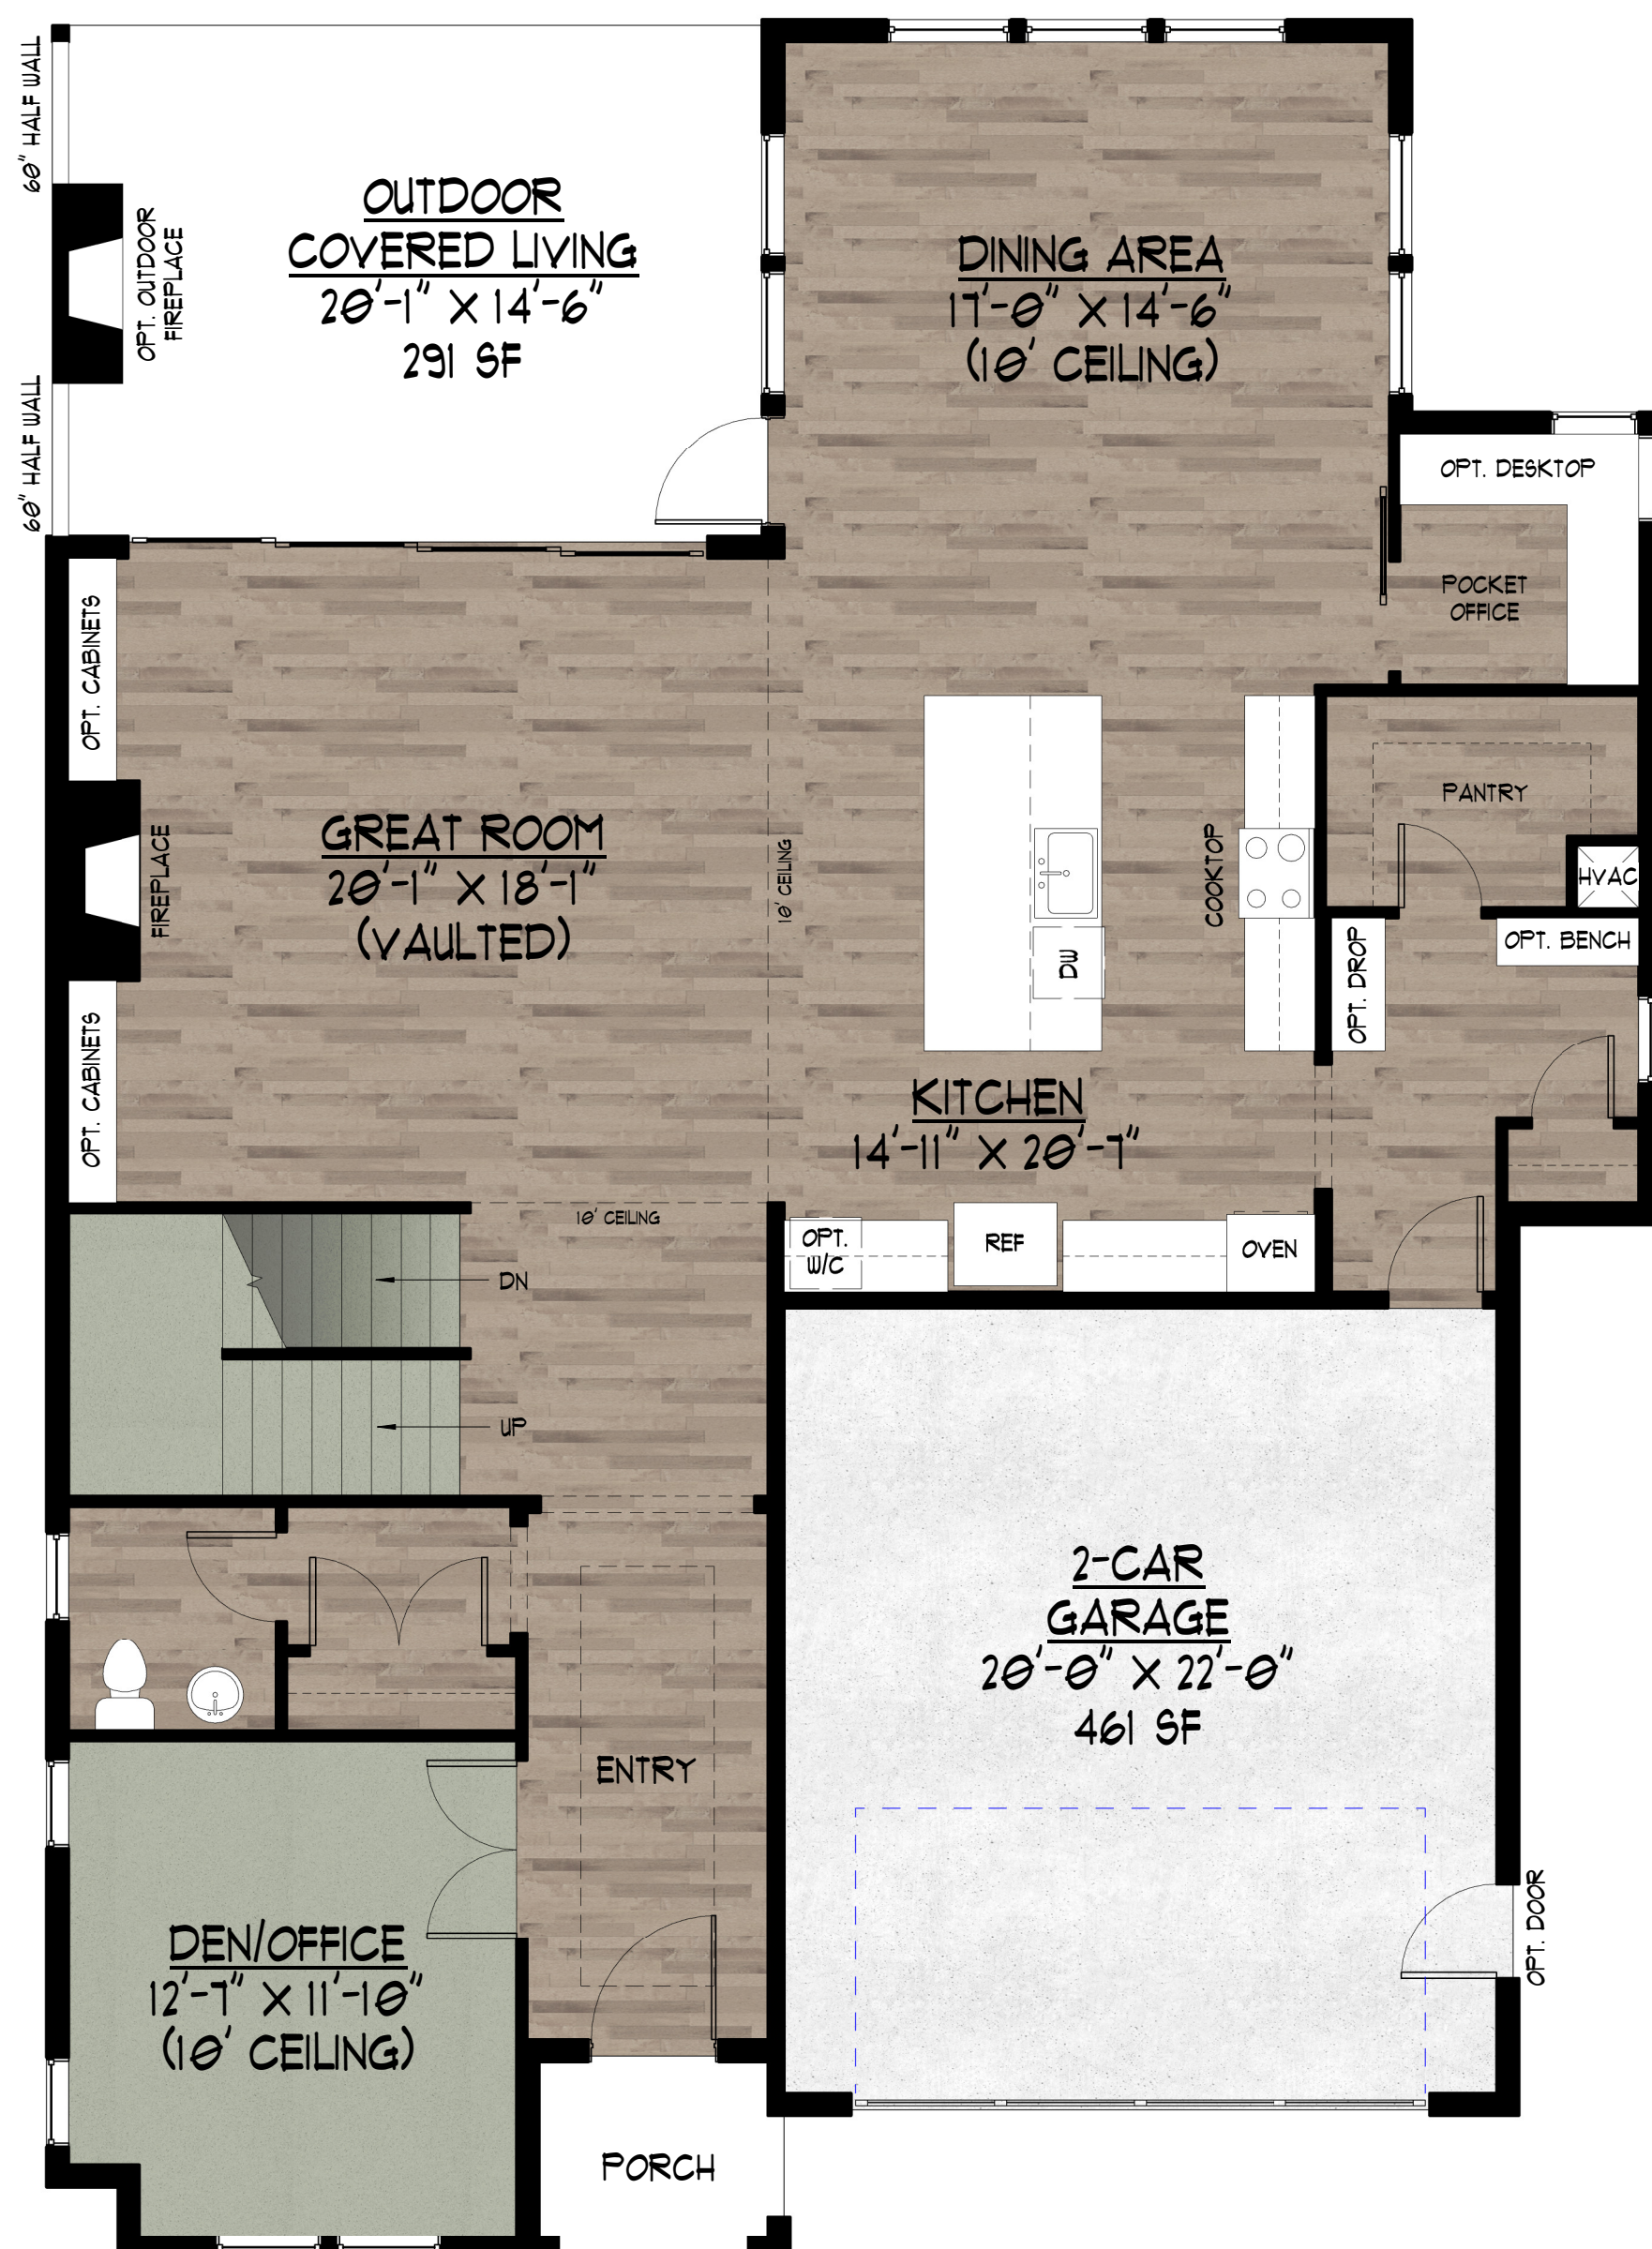 60" HALF WALL
OPT. OUTDOOR
FIREPLACE
60" HALF WALL
OUTDOOR
COVERED LIVING
20'-1" X 14'-6"
291 SF
DINING AREA
17'-0" X 14'-6"
(10' CEILING)
OPT. DESKTOP
POCKET
OFFICE
OPT. CABINETS
FIREPLACE
OPT. CABINETS
GREAT ROOM
20'-1" X 18'-1"
(VAULTED)
10' CEILING
COOKTOP
PANTRY
HVAC
DW
OPT. DROP
OPT. BENCH
KITCHEN
14'-11" X 20'-7"
10' CEILING
OPT.
W/C
REF
OVEN
DN
UP
2-CAR
GARAGE
20'-0" X 22'-0"
461 SF
ENTRY
DEN/OFFICE
12'-7" X 11'-10"
(10' CEILING)
OPT. DOOR
PORCH